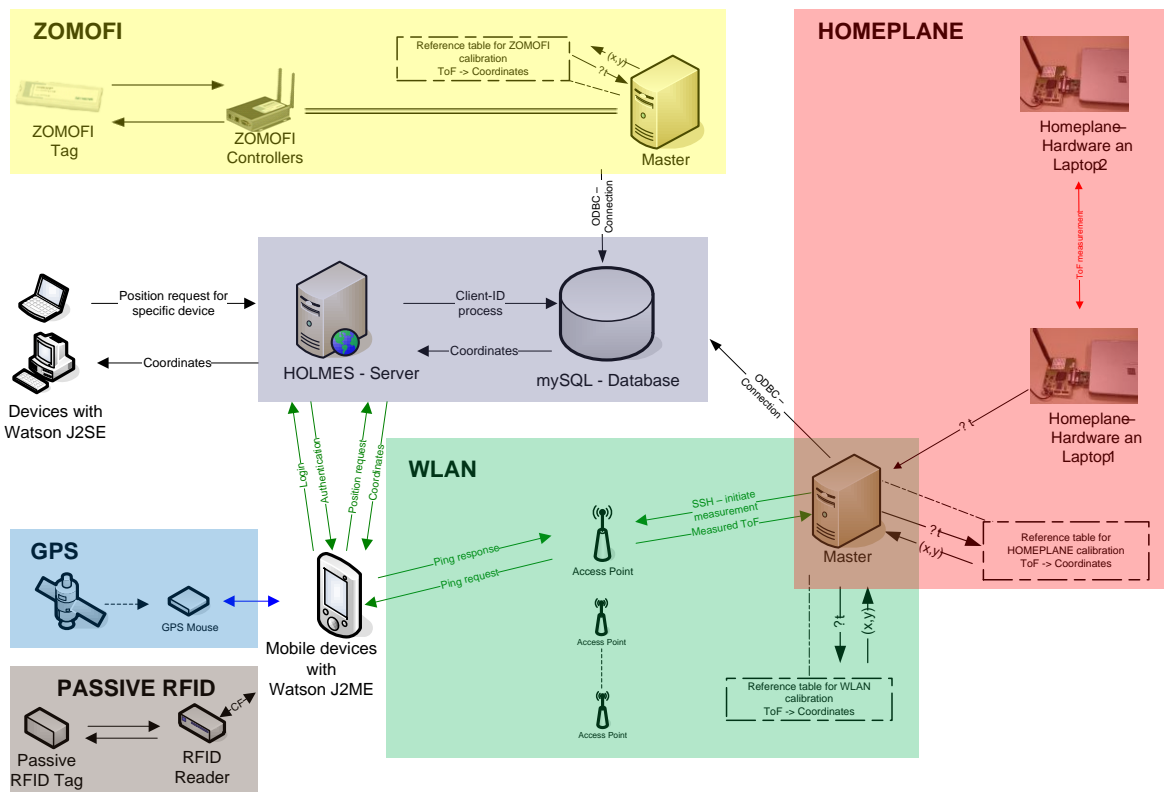 ZOMOFI
ZOMOFI
Tag
ZOMOFI
Controllers
Reference table for ZOMOFI
calibration
ToF -> Coordinates
(x,y)
?t
Master
HOMEPLANE
Homeplane–
Hardware an
Laptop2
ToF measurement
Homeplane–
Hardware an
Laptop1
? t
ODBC –
Connection
Position request for
specific device
Coordinates
Devices with
Watson J2SE
HOLMES - Server
Client-ID
process
Coordinates
mySQL - Database
ODBC –
Connection
Login
Authentication
Position request
Coordinates
WLAN
SSH – initiate
measurement
Measured ToF
Ping response
Ping request
Access Point
Access Point
Access Point
Master
?t
(x,y)
Reference table for
HOMEPLANE calibration
ToF -> Coordinates
?t
(x,y)
Reference table for WLAN
calibration
ToF -> Coordinates
GPS
GPS Mouse
Mobile devices
with
Watson J2ME
PASSIVE RFID
CF
Passive
RFID Tag
RFID
Reader